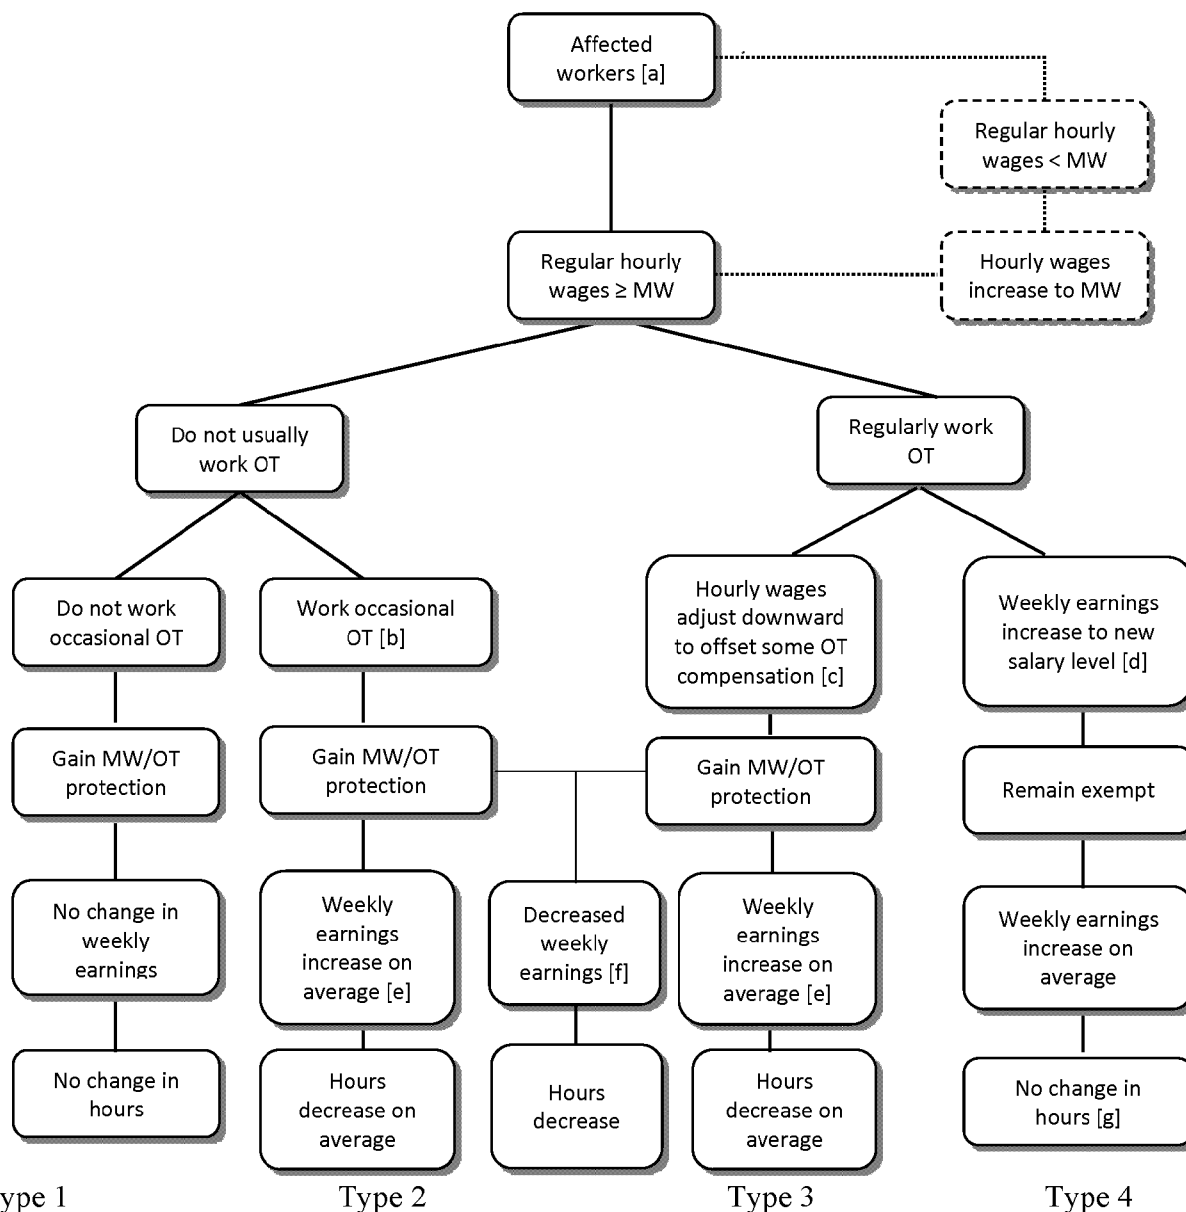 Affected
workers [a]
Regular hourly
wages < MW
Regular hourly
wages ≥ MW
Hourly wages
increase to MW
Do not usually
work OT
Regularly work
OT
Do not work
occasional OT
Work occasional
OT [b]
Hourly wages
adjust downward
to offset some OT
compensation [c]
Weekly earnings
increase to new
salary level [d]
Gain MW/OT
protection
Gain MW/OT
protection
Gain MW/OT
protection
Remain exempt
No change in
weekly
earnings
Weekly
earnings
increase on
average [e]
Decreased
weekly
earnings [f]
Weekly
earnings
increase on
average [e]
Weekly earnings
increase on
average
No change in
hours
Hours
decrease on
average
Hours
decrease
Hours
decrease on
average
No change in
hours [g]
ype 1
Type 2
Type 3
Type 4